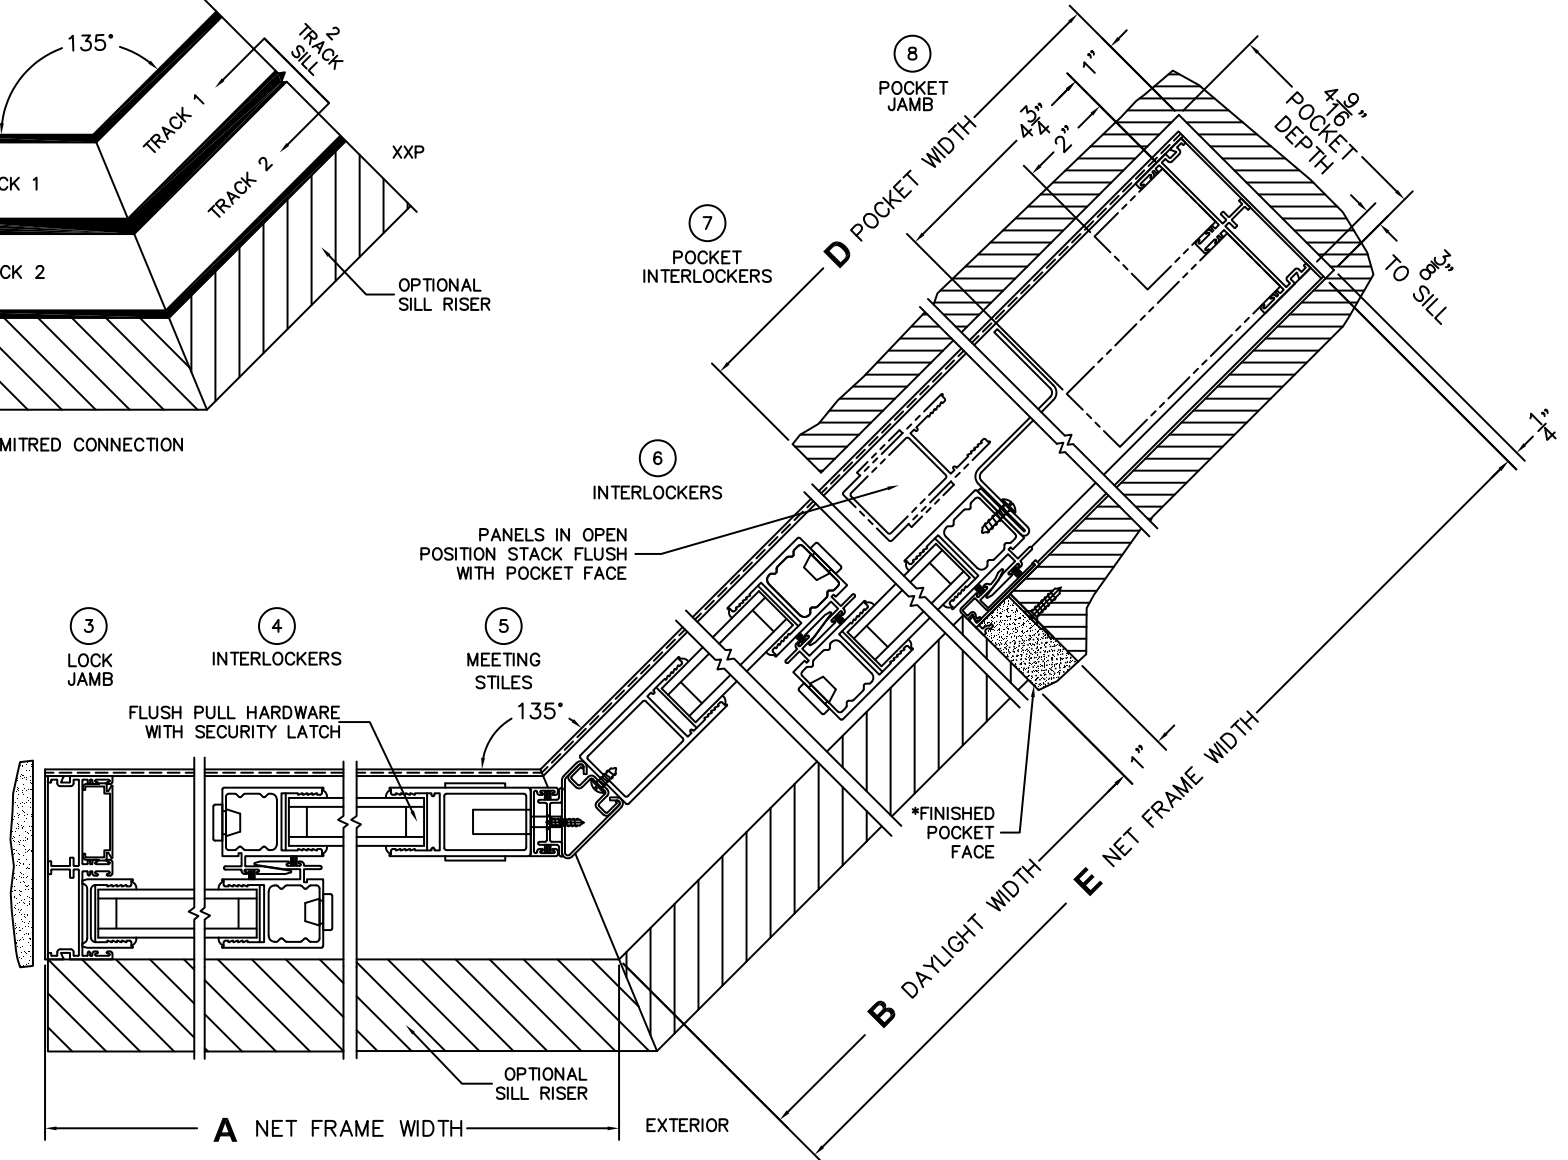 135°
2
TRACK
SILL
TRACK 1
TRACK 2
CK 1
CK 2
XXP
OPTIONAL
SILL RISER
MITRED CONNECTION
8
POCKET
JAMB
1"
4 3/4"
2"
D POCKET WIDTH
4 9/16"
POCKET
DEPTH
3/8"
TO SILL
1/4"
7
POCKET
INTERLOCKERS
6
INTERLOCKERS
PANELS IN OPEN
POSITION STACK FLUSH
WITH POCKET FACE
3
LOCK
JAMB
4
INTERLOCKERS
5
MEETING
STILES
135°
FLUSH PULL HARDWARE
WITH SECURITY LATCH
*FINISHED
POCKET
FACE
1"
E NET FRAME WIDTH
B DAYLIGHT WIDTH
OPTIONAL
SILL RISER
A NET FRAME WIDTH
EXTERIOR